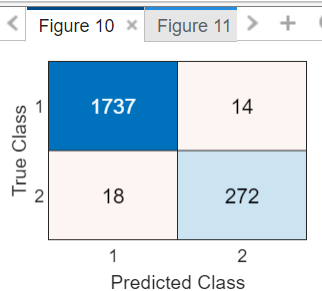 Figure 10 × Figure 11
True Class
1 1737 14
2 18 272
1 2
Predicted Class